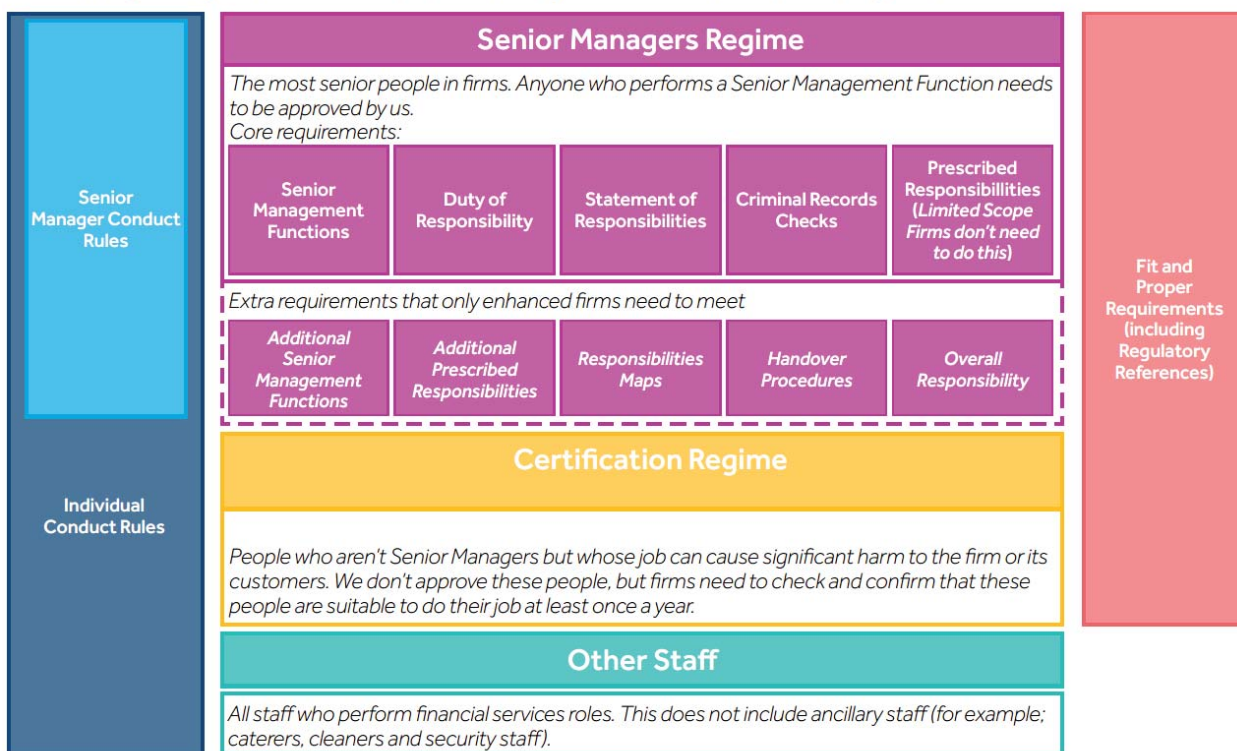 Senior
Manager Conduct
Rules
Individual
Conduct Rules
Senior Managers Regime
The most senior people in firms. Anyone who performs a Senior Management Function needs
to be approved by us.
Core requirements:
Senior
Management
Functions
Duty of
Responsibility
Statement of
Responsibilities
Criminal Records
Checks
Prescribed
Responsibillities
(Limited Scope
Firms don't need
to do this)
Extra requirements that only enhanced firms need to meet
Additional
Senior
Management
Functions
Additional
Prescribed
Responsibilities
Responsibilities
Maps
Handover
Procedures
Overall
Responsibility
Certification Regime
People who aren't Senior Managers but whose job can cause significant harm to the firm or its
customers. We don't approve these people, but firms need to check and confirm that these
people are suitable to do their job at least once a year.
Other Staff
All staff who perform financial services roles. This does not include ancillary staff (for example;
caterers, cleaners and security staff).
Fit and
Proper
Requirements
(including
Regulatory
References)